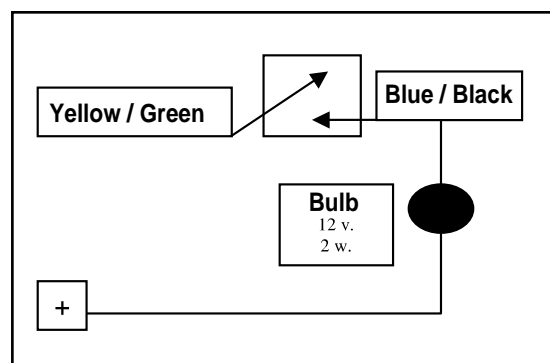 Yellow / Green
Blue / Black
Bulb
12 v.
2 w.
+